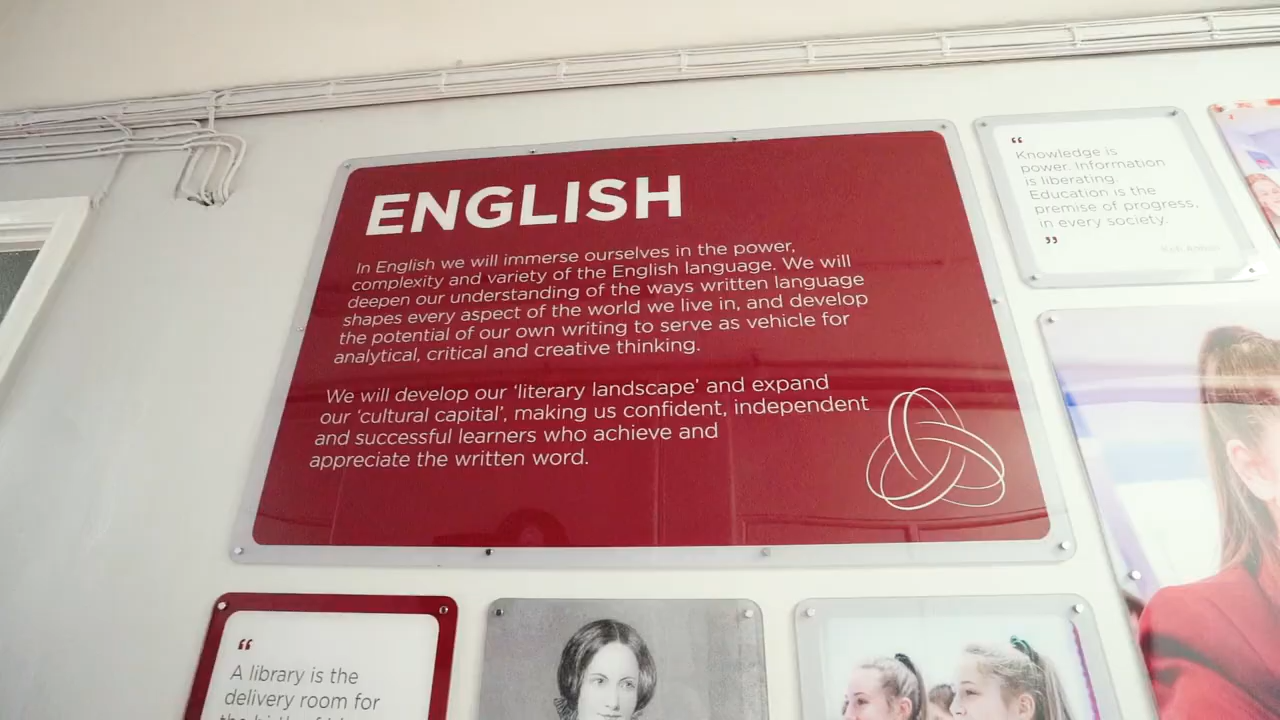 ENGLISH
In English we will immerse ourselves in the power,
complexity and variety of the English language. We will
deepen our understanding of the ways written language
shapes every aspect of the world we live in, and develop
the potential of our own writing to serve as vehicle for
analytical, critical and creative thinking.
We will develop our ‘literary landscape’ and expand
our ‘cultural capital’, making us confident, independent
and successful learners who achieve and
appreciate the written word.
“
Knowledge is
power. Information
is liberating.
Education is the
premise of progress,
in every society.
”
“
A library is the
delivery room for